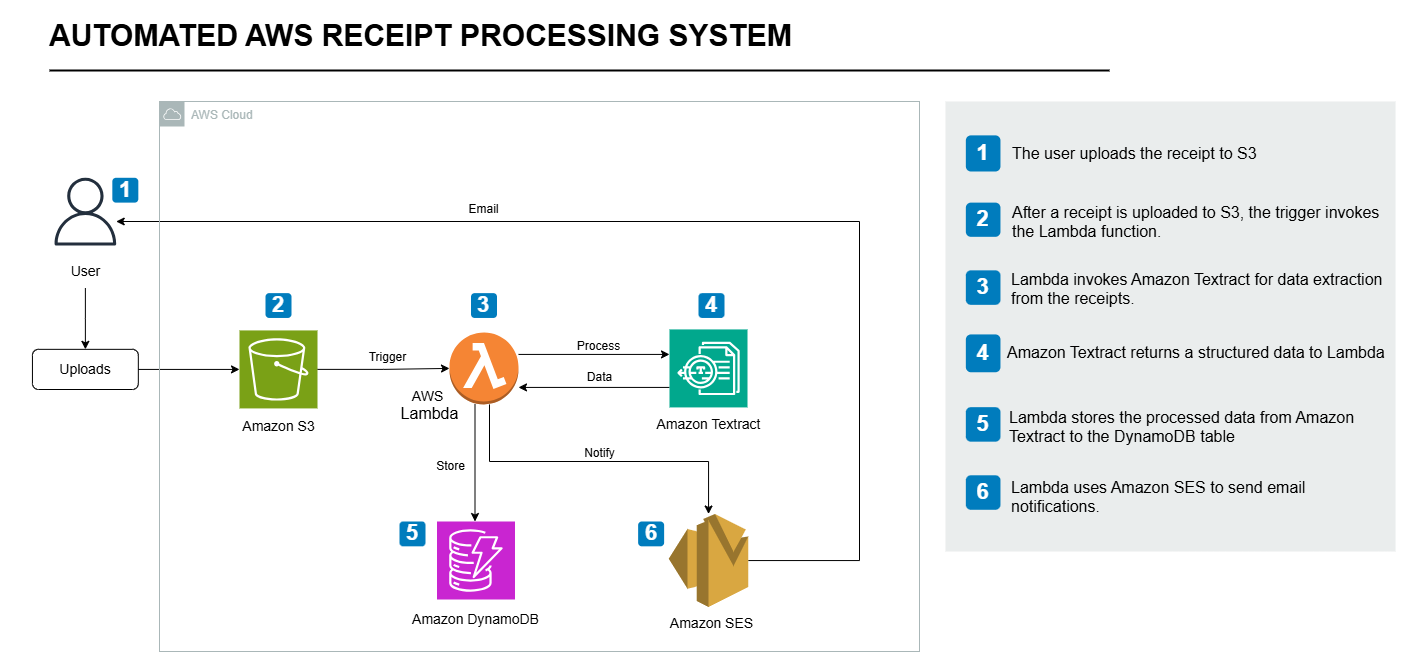 AUTOMATED AWS RECEIPT PROCESSING SYSTEM
AWS Cloud
1
Email
User
2
3
4
Uploads
Trigger
Process
Data
AWS
Lambda
Amazon S3
Amazon Textract
Store
Notify
5
6
Amazon DynamoDB
Amazon SES
1 The user uploads the receipt to S3
2 After a receipt is uploaded to S3, the trigger invokes
the Lambda function.
3 Lambda invokes Amazon Textract for data extraction
from the receipts.
4 Amazon Textract returns a structured data to Lambda
5 Lambda stores the processed data from Amazon
Textract to the DynamoDB table
6 Lambda uses Amazon SES to send email
notifications.